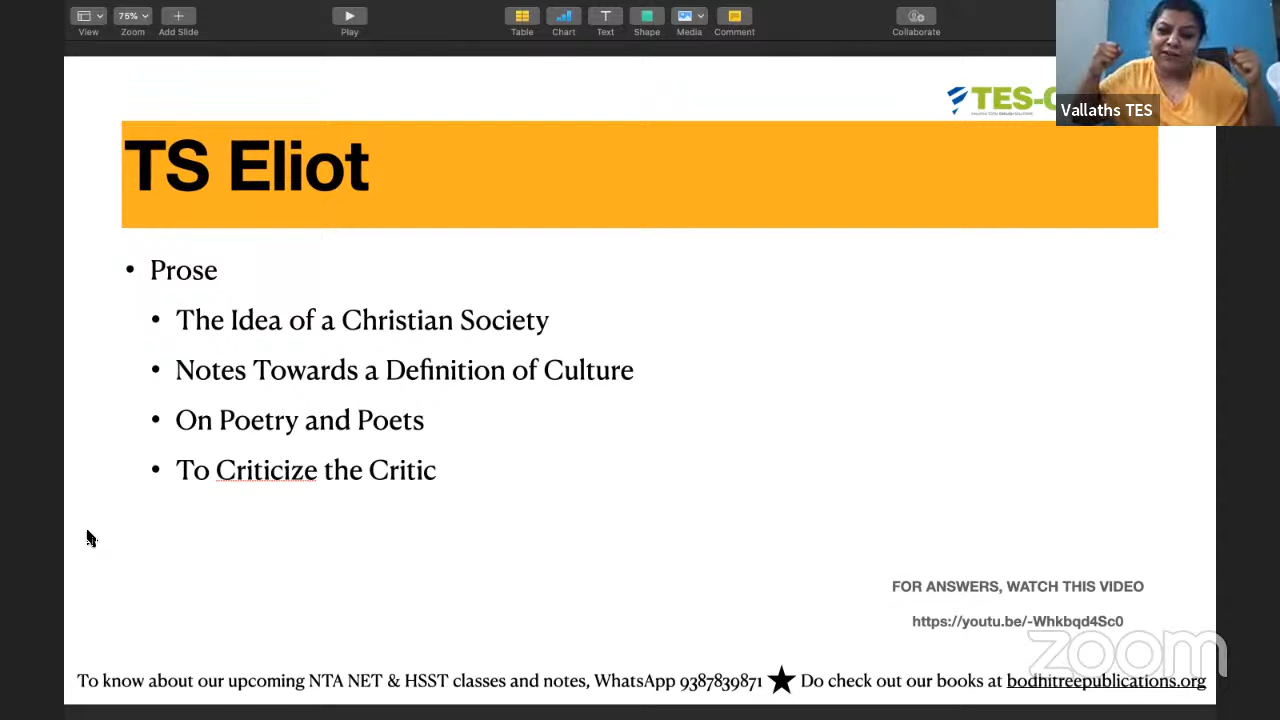 View
75%
Zoom
Add Slide
Play
Table
Chart
Text
Shape
Media
Comment
Collaborate
Vallaths TES
TES-
TS Eliot
• Prose
• The Idea of a Christian Society
• Notes Towards a Definition of Culture
• On Poetry and Poets
• To Criticize the Critic
FOR ANSWERS, WATCH THIS VIDEO
https://youtu.be/-Whkbqd4Sc0
zoom
To know about our upcoming NTA NET & HSST classes and notes, WhatsApp 9387839871 ★ Do check out our books at bodhitreepublications.org